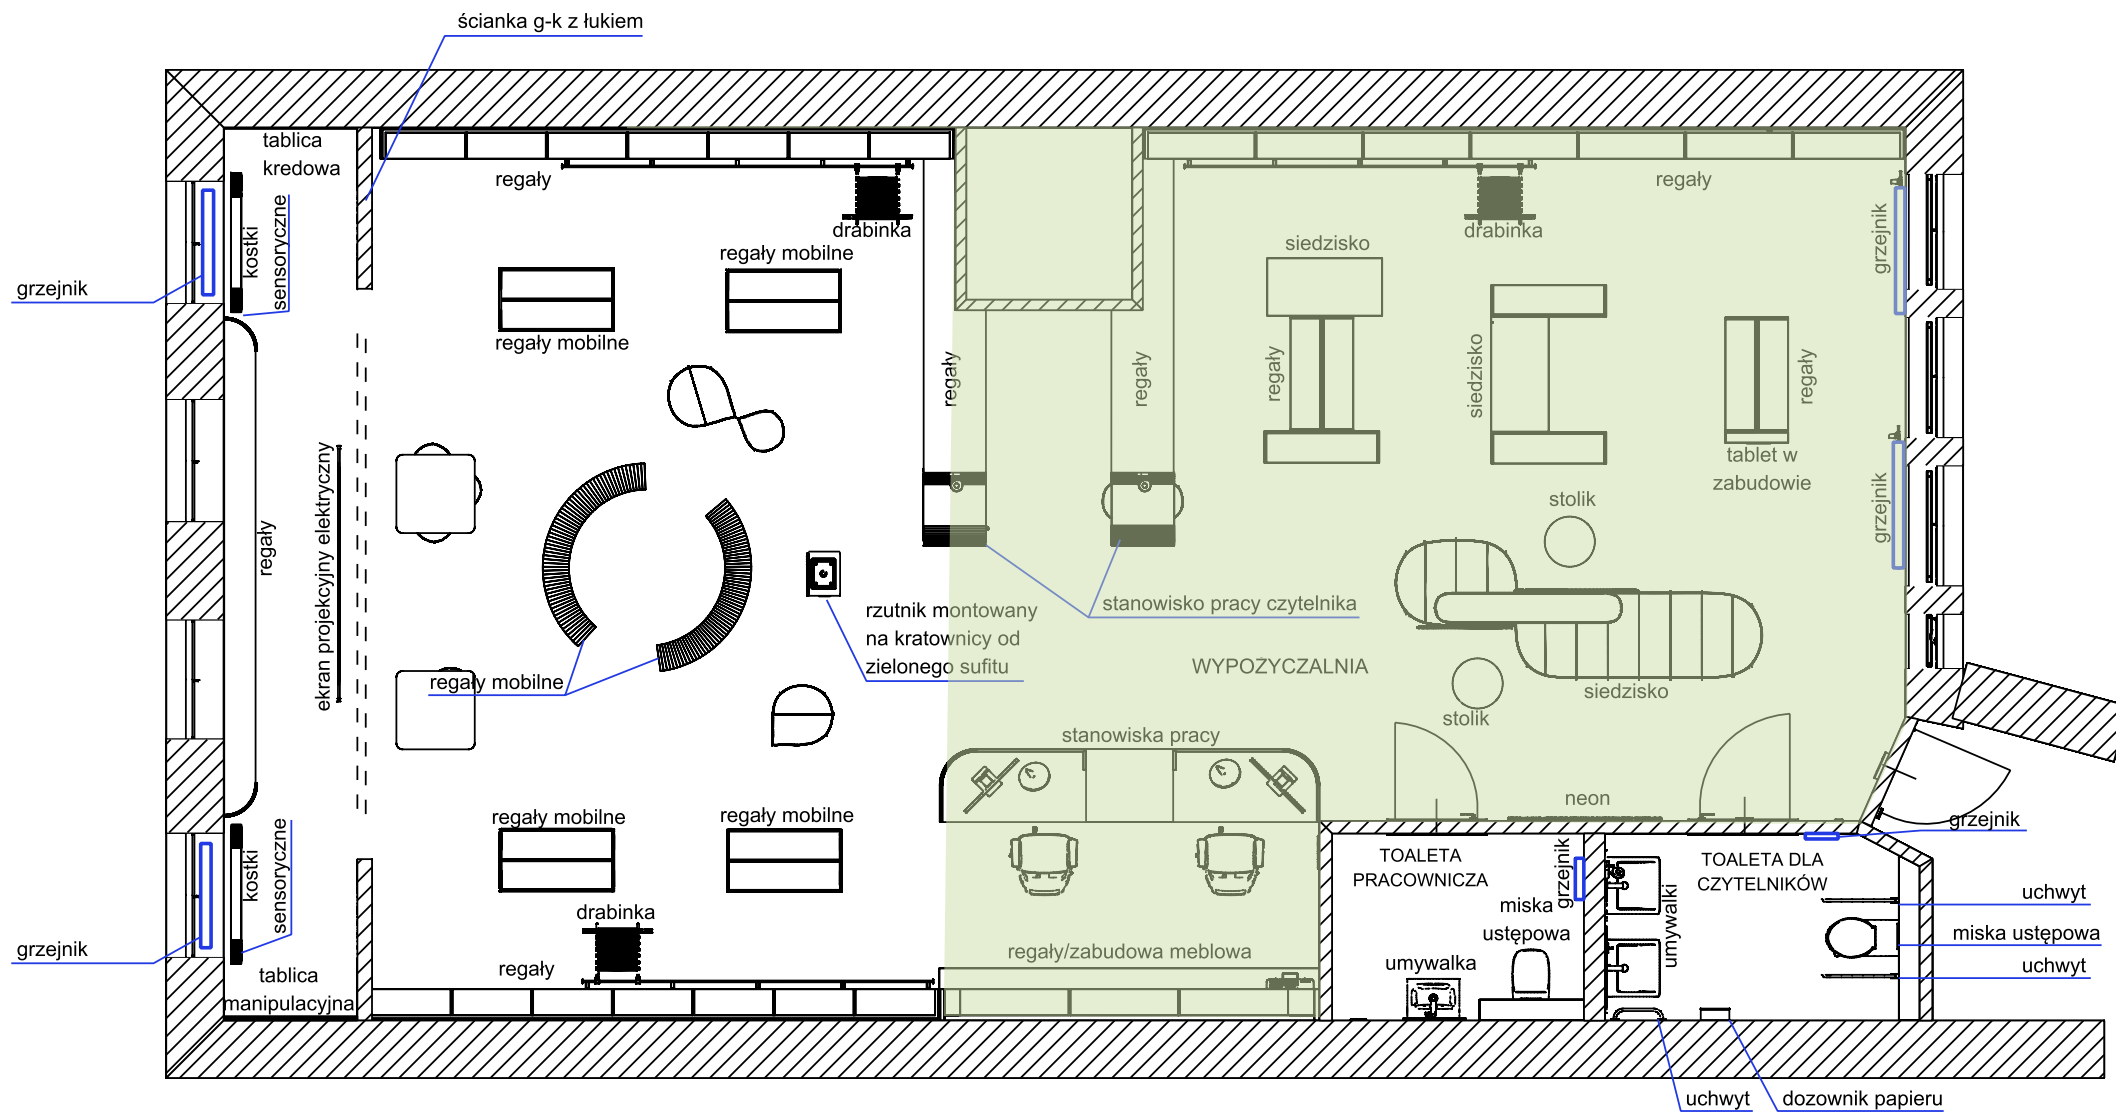 ścianka g-k z łukiem
tablica
kredowa
kostki
sensoryczne
grzejnik
regały
drabinka
regały mobilne
regały mobilne
regały
regały
regały
drabinka
siedzisko
regały
siedzisko
regały
grzejnik
tablet w
zabudowie
grzejnik
stolik
regały
ekran projekcyjny elektryczny
regały mobilne
rzutnik montowany
na kratownicy od
zielonego sufitu
stanowisko pracy czytelnika
WYPOŻYCZALNIA
siedzisko
stolik
stanowiska pracy
neon
grzejnik
regały mobilne
regały mobilne
kostki
sensoryczne
grzejnik
drabinka
regały
tablica
manipulacyjna
regały/zabudowa meblowa
TOALETA
PRACOWNICZA
grzejnik
miska
ustępowa
umywalka
TOALETA DLA
CZYTELNIKÓW
umywalki
uchwyt
miska ustępowa
uchwyt
uchwyt
dozownik papieru